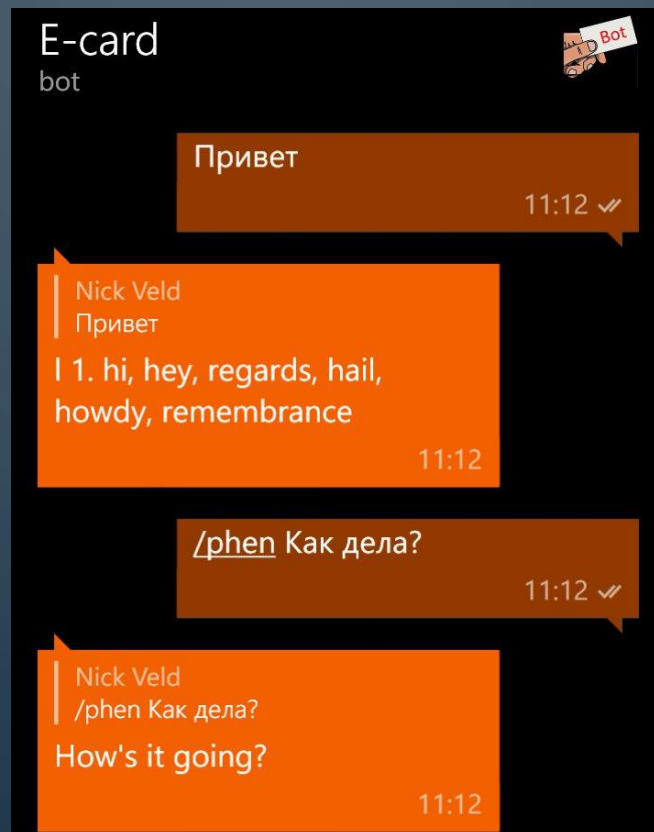 E-card
bot
Bot
Привет
11:12
Nick Veld
Привет
I 1. hi, hey, regards, hail,
howdy, remembrance
11:12
/phen Как дела?
11:12
Nick Veld
/phen Как дела?
How's it going?
11:12